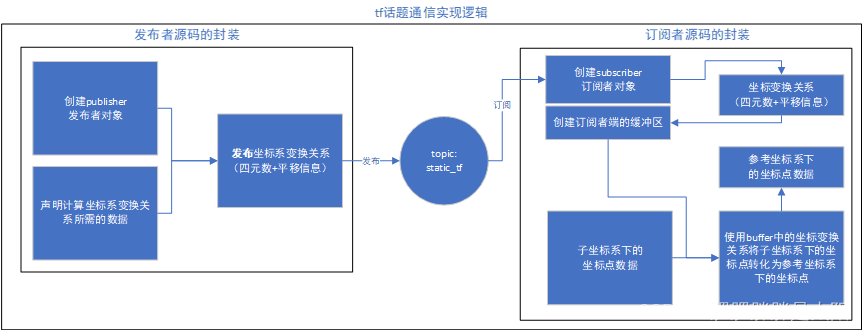 tf话题通信实现逻辑
发布者源码的封装
创建publisher
发布者对象
声明计算坐标系变换关
系所需的数据
发布坐标系变换关系
（四元数+平移信息）
发布
topic:
static_tf
订阅
订阅者源码的封装
创建subscriber
订阅者对象
坐标变换关系
（四元数+平移信息）
创建订阅者端的缓冲区
参考坐标系下
的坐标点数据
子坐标系下的
坐标点数据
使用buffer中的坐标变换
关系将子坐标系下的坐
标点转化为参考坐标系
下的坐标点